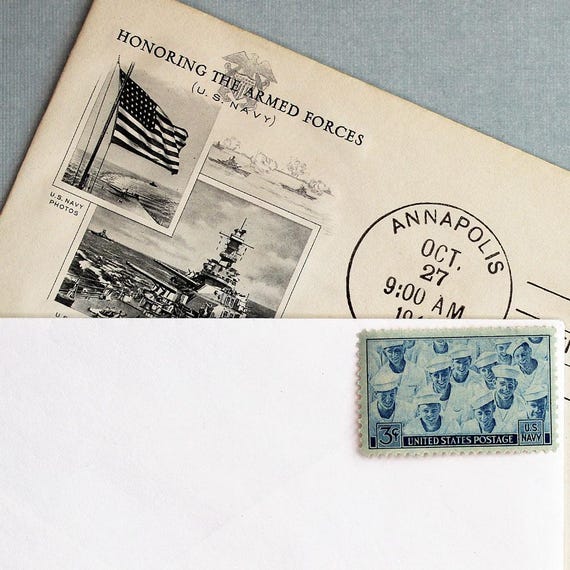 HONORING THE ARMED FORCES
(U.S. NAVY)
U.S. NAVY
PHOTOS
ANNAPOLIS
OCT.
27
9:00 AM
3¢
UNITED STATES POSTAGE
U.S.
NAVY